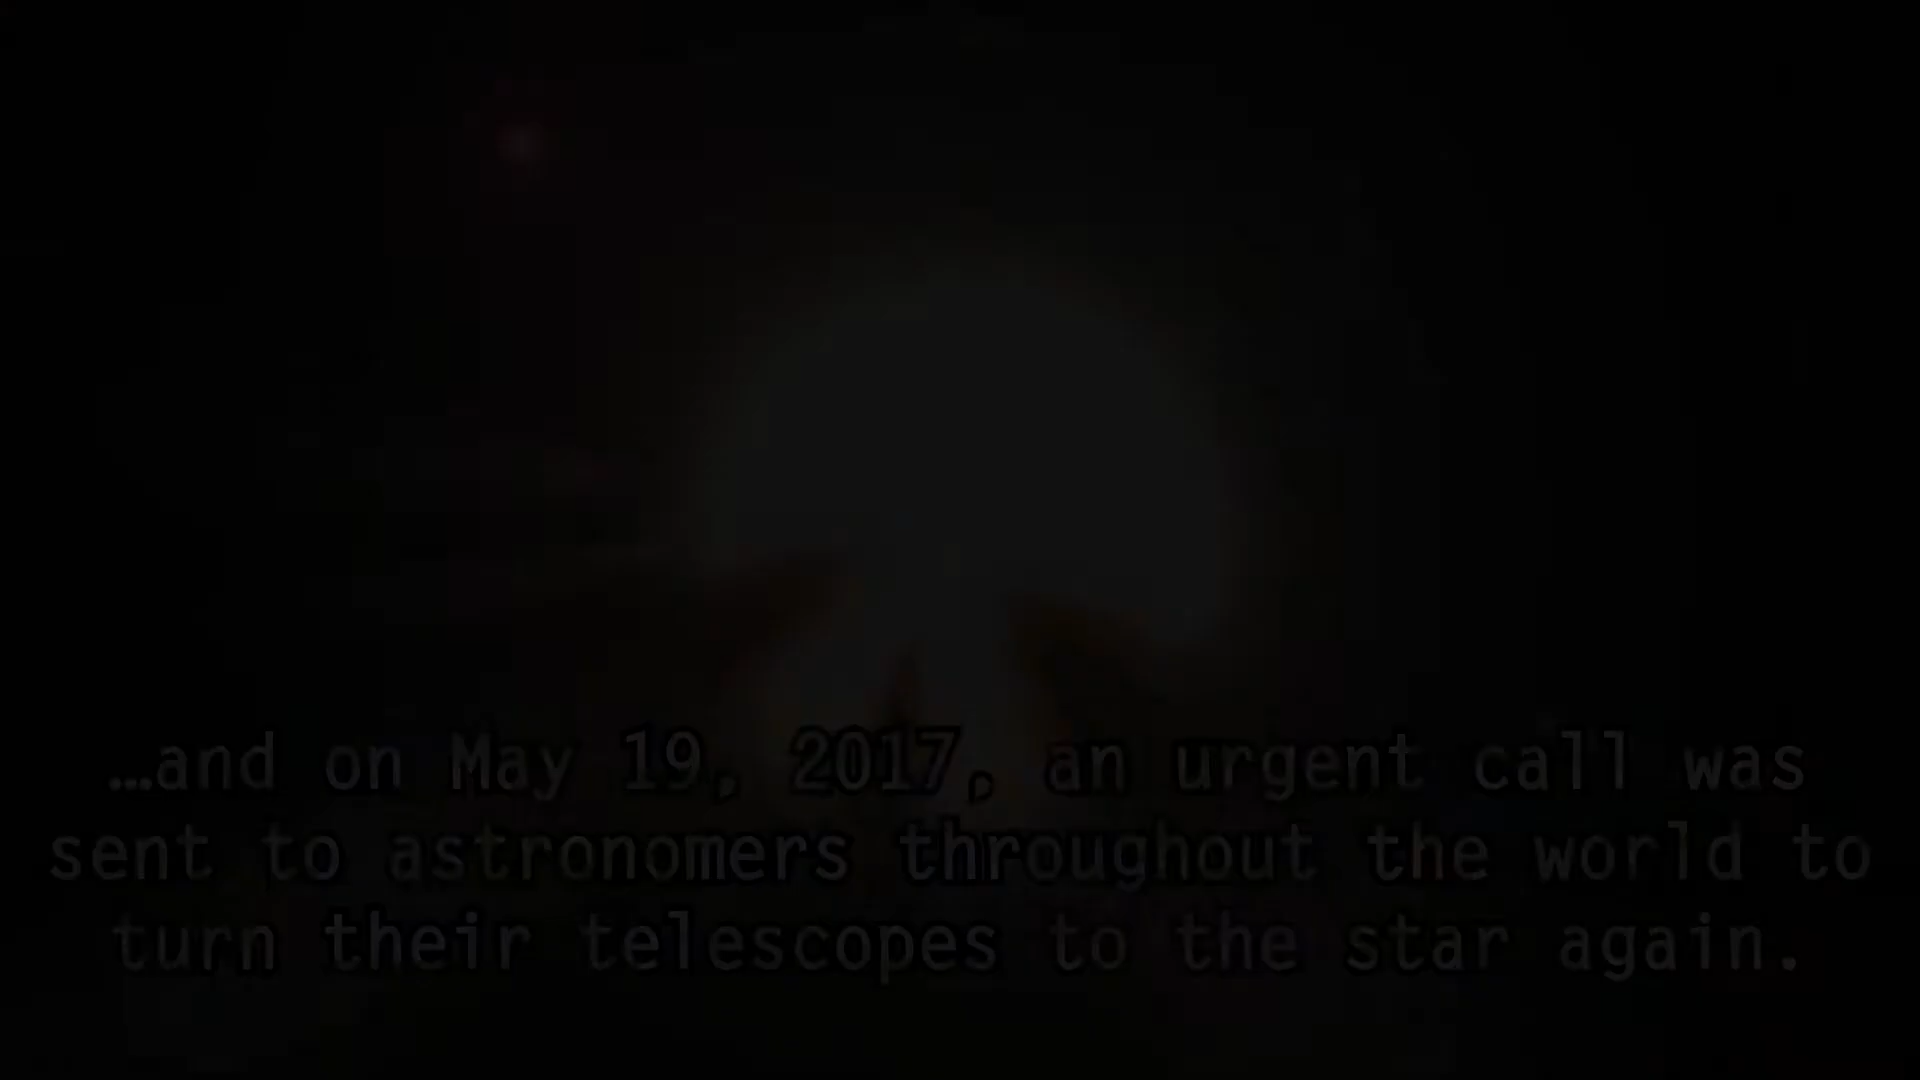 …and on May 19, 2017, an urgent call was
sent to astronomers throughout the world to
turn their telescopes to the star again.